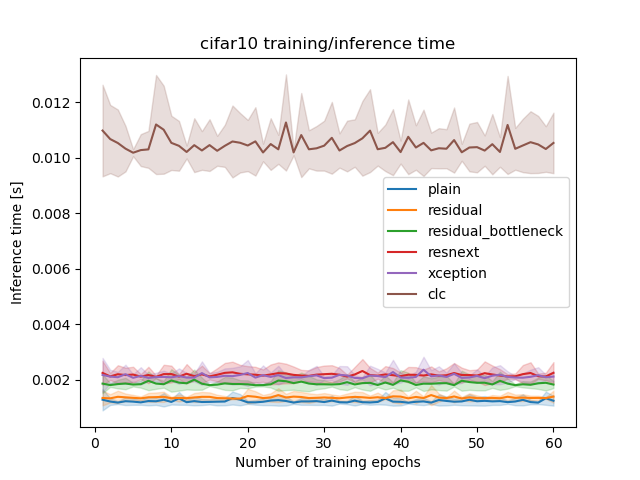 cifar10 training/inference time
Inference time [s]
0.012
0.010
0.008
0.006
0.004
0.002
plain
residual
residual_bottleneck
resnext
xception
clc
0 10 20 30 40 50 60
Number of training epochs